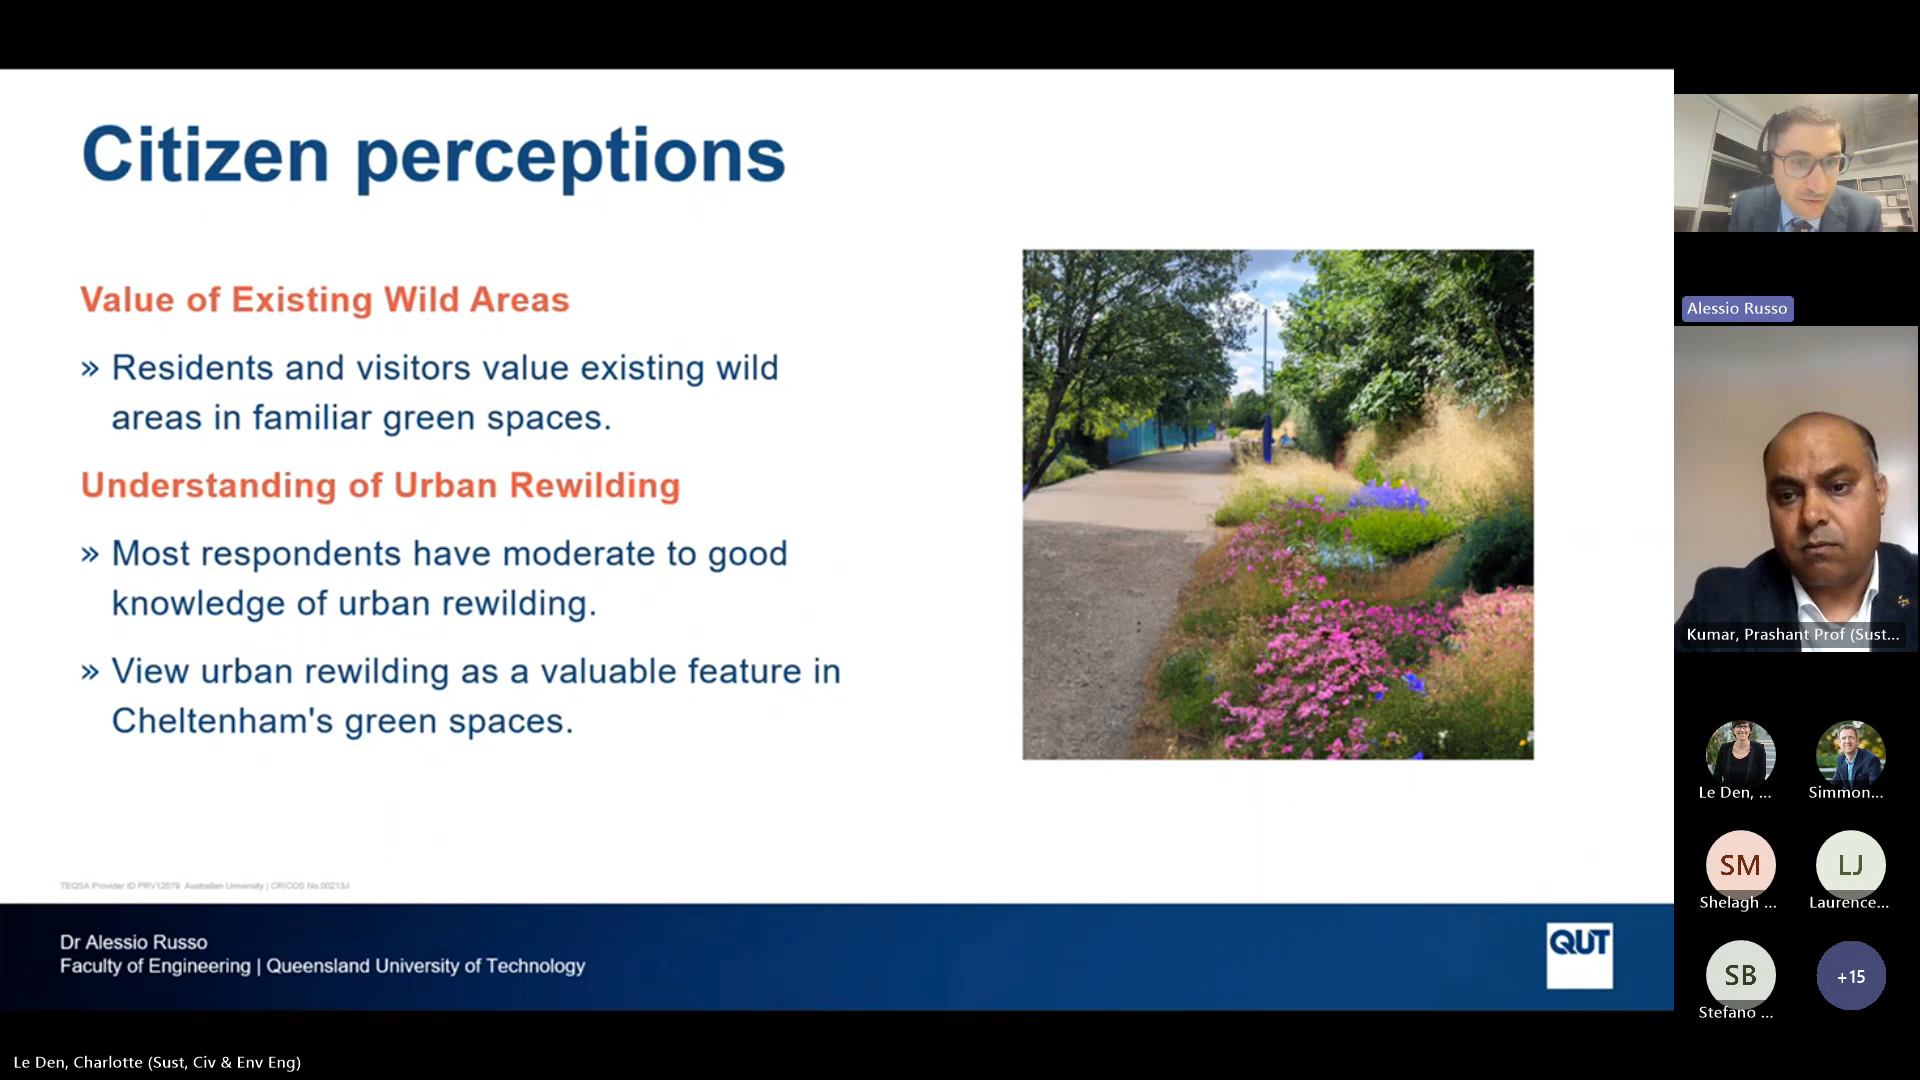 Citizen perceptions
Value of Existing Wild Areas
» Residents and visitors value existing wild
areas in familiar green spaces.
Understanding of Urban Rewilding
» Most respondents have moderate to good
knowledge of urban rewilding.
» View urban rewilding as a valuable feature in
Cheltenham's green spaces.
TEQSA Provider ID PRV12079 Australian University | CRICOS No.00213J
Dr Alessio Russo
Faculty of Engineering | Queensland University of Technology
QUT
Alessio Russo
Kumar, Prashant Prof (Sust...
Le Den, ...
Simmon...
SM
Shelagh ...
LJ
Laurence...
SB
Stefano ...
+15
Le Den, Charlotte (Sust, Civ & Env Eng)